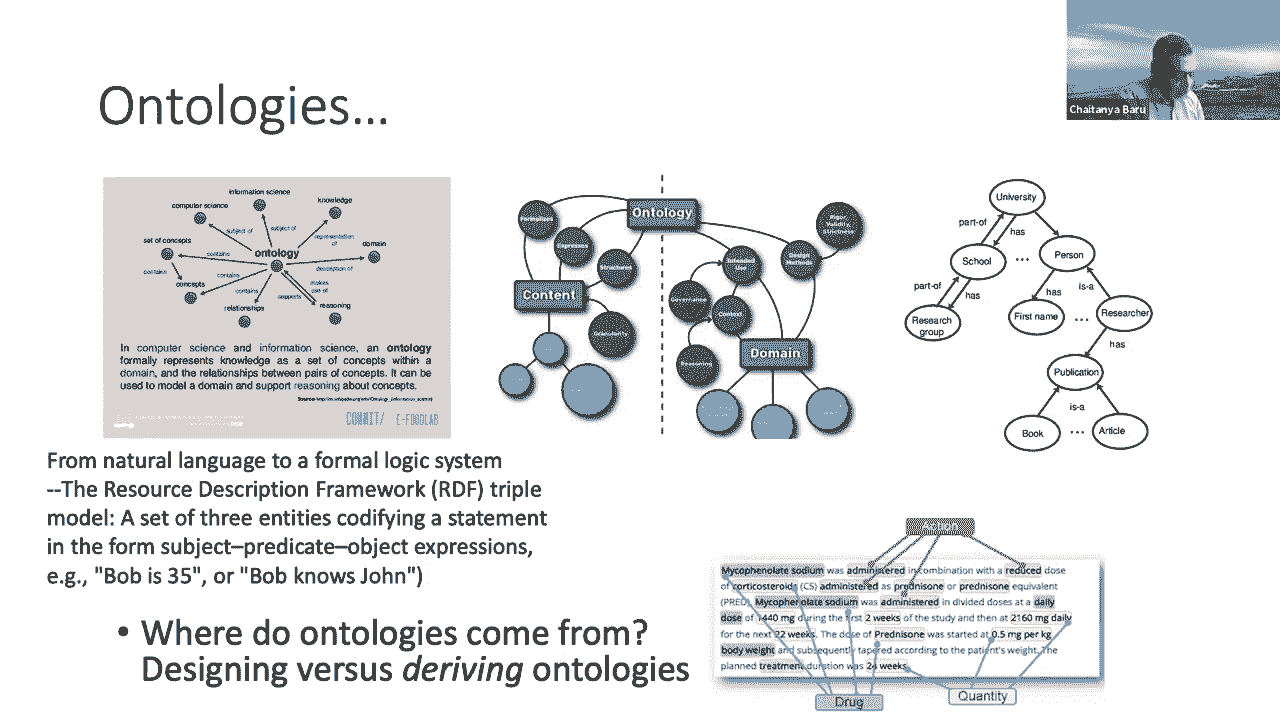 Ontologies...
Chaitanya Baru
information science
computer science
knowledge
subject of
subject of
representation
of
set of concepts
ontology
domain
contains
description of
contains
contains
makes
use of
concepts
contains
supports
relationships
reasoning
In computer science and information science, an ontology
formally represents knowledge as a set of concepts within a
domain, and the relationships between pairs of concepts. It can be
used to model a domain and support reasoning about concepts.
COMMIT/
E-FOODLAB
Ontology
Formalizes
Expresses
Structures
Content
Granularity
Rigor
Validity,
Strictness
Intended
Use
Design
Methods
Governance
Context
Reasoning
Domain
University
part-of
has
School
...
Person
part-of
has
has
is-a
Research
group
First name
...
Researcher
has
Publication
is-a
Book
...
Article
From natural language to a formal logic system
--The Resource Description Framework (RDF) triple
model: A set of three entities codifying a statement
in the form subject–predicate–object expressions,
e.g., "Bob is 35", or "Bob knows John")
• Where do ontologies come from?
Designing versus deriving ontologies
Action
Mycophenolate sodium was administered in combination with a reduced dose
of corticosteroids (CS) administered as prednisone or prednisone equivalent
(PRED). Mycophenolate sodium was administered in divided doses at a daily
dose of 1440 mg during the first 2 weeks of the study and then at 2160 mg daily
for the next 22 weeks. The dose of Prednisone was started at 0.5 mg per kg
body weight and subsequently tapered according to the patient's weight. The
planned treatment duration was 24 weeks.
Drug
Quantity